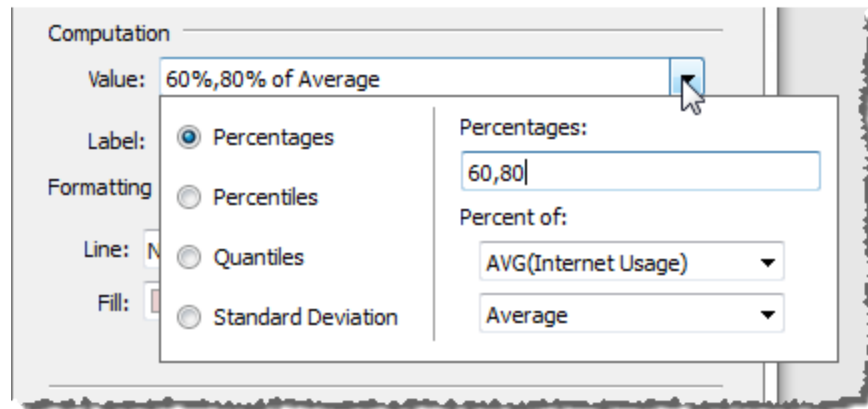 Computation
Value: 60%,80% of Average
Label:
Percentages
Percentages:
60,80
Formatting
Percentiles
Percent of:
Line: N
Quantiles
AVG(Internet Usage)
Fill:
Standard Deviation
Average